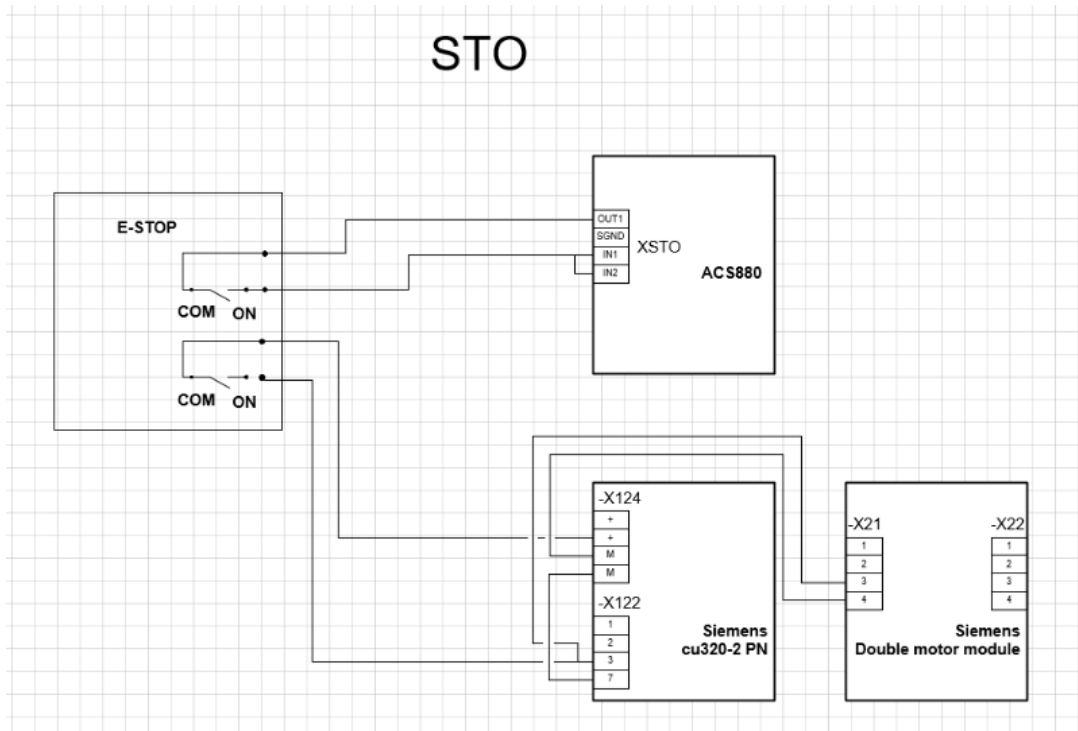 STO
E-STOP
COM ON
COM ON
OUT1
SGND
IN1
IN2
XSTO
ACS880
-X124
+
+
M
M
-X122
1
2
3
7
Siemens
cu320-2 PN
-X21
1
2
3
4
-X22
1
2
3
4
Siemens
Double motor module